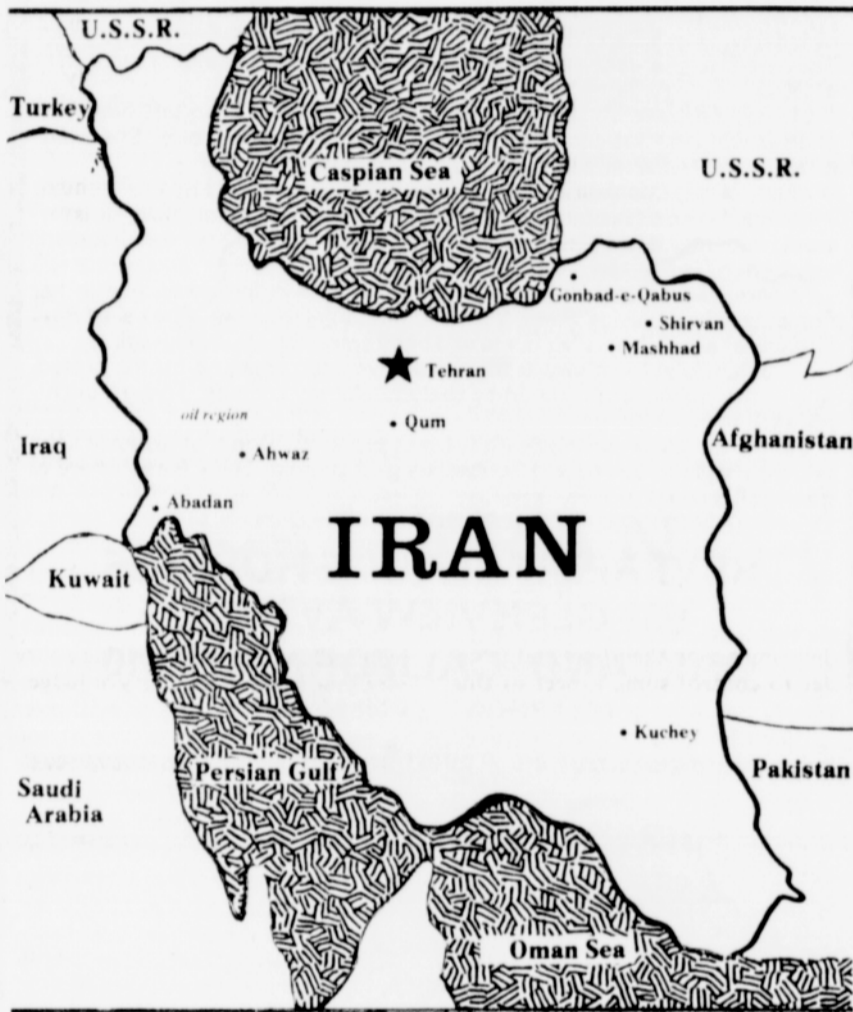 U.S.S.R.
Turkey
Caspian Sea
U.S.S.R.
Gonbad-e-Qabus
Shirvan
Mashhad
Tehran
oil region
Qum
Iraq
Ahwaz
Afghanistan
Abadan
IRAN
Kuwait
Kuchey
Persian Gulf
Pakistan
Saudi
Arabia
Oman Sea